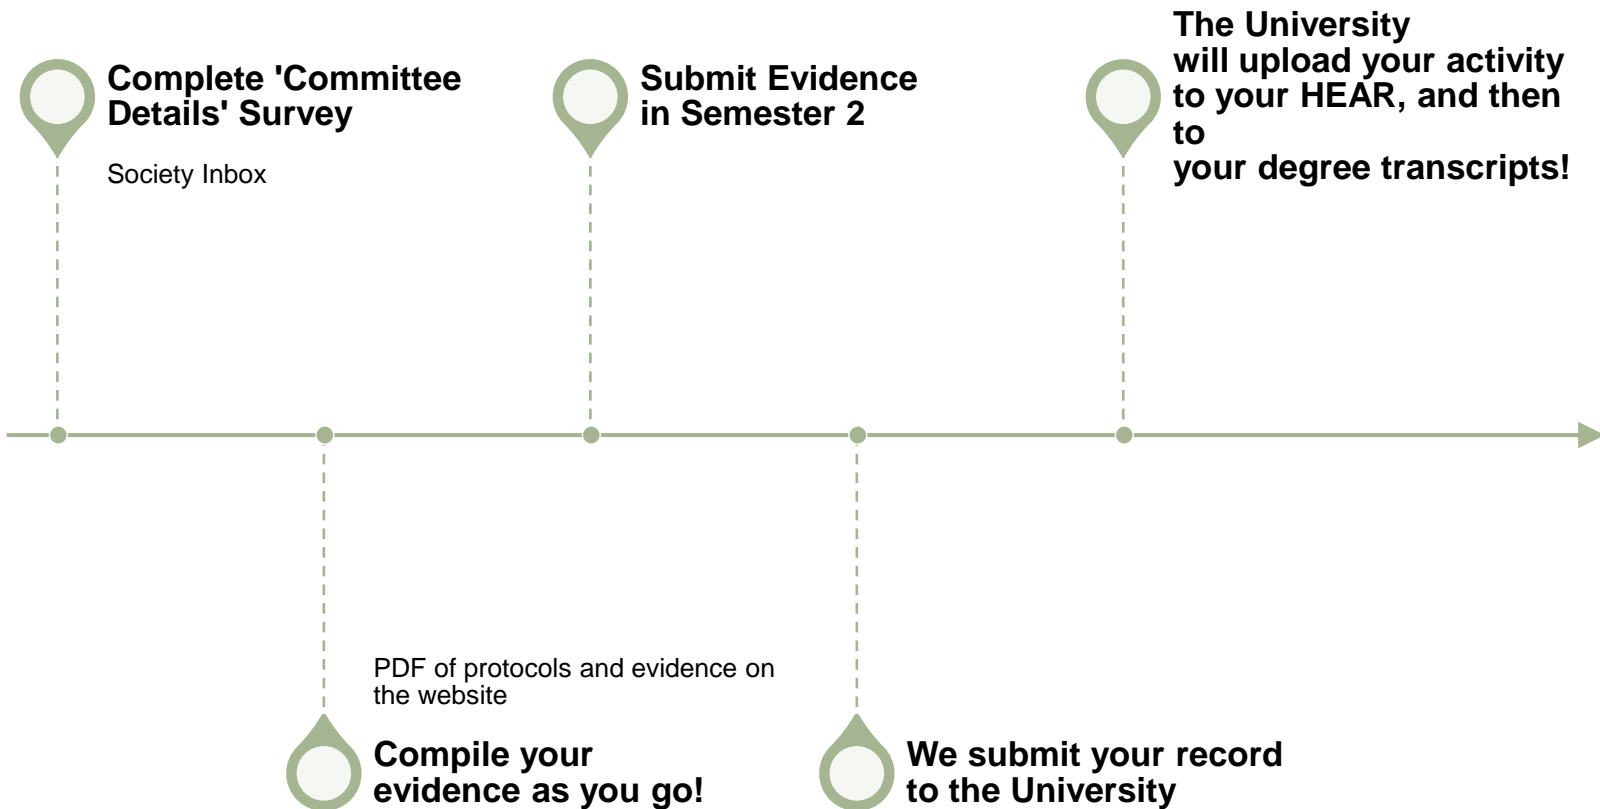 Complete 'Committee
Details' Survey
Society Inbox
PDF of protocols and evidence on
the website
Compile your
evidence as you go!
Submit Evidence
in Semester 2
We submit your record
to the University
The University
will upload your activity
to your HEAR, and then
to
your degree transcripts!